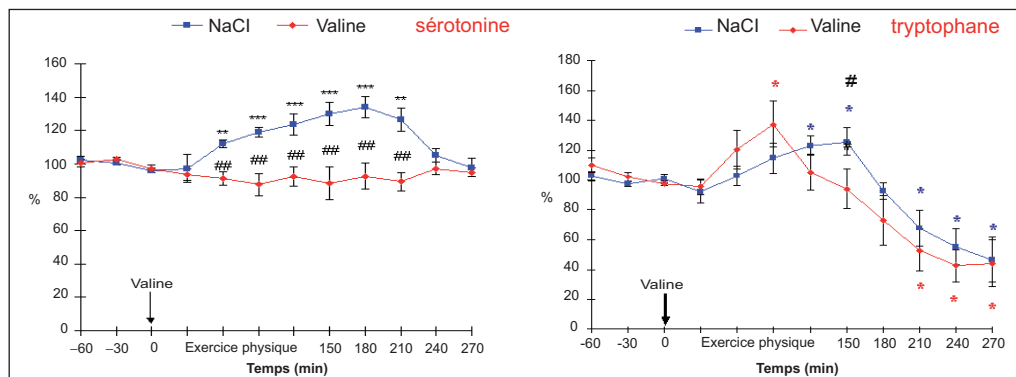 NaCl Valine sérotonine
160
140
120
100
%
80
60
40
20
0
** *** *** *** *** **
## ## ## ## ## ##
Valine
–60 –30 0 Exercice physique 150 180 210 240 270
Temps (min)
NaCl Valine tryptophane
180
160
140
120
100
%
80
60
40
20
0
#
* * *
#
* * *
* * *
Valine
-60 -30 0 Exercice physique 150 180 210 240 270
Temps (min)